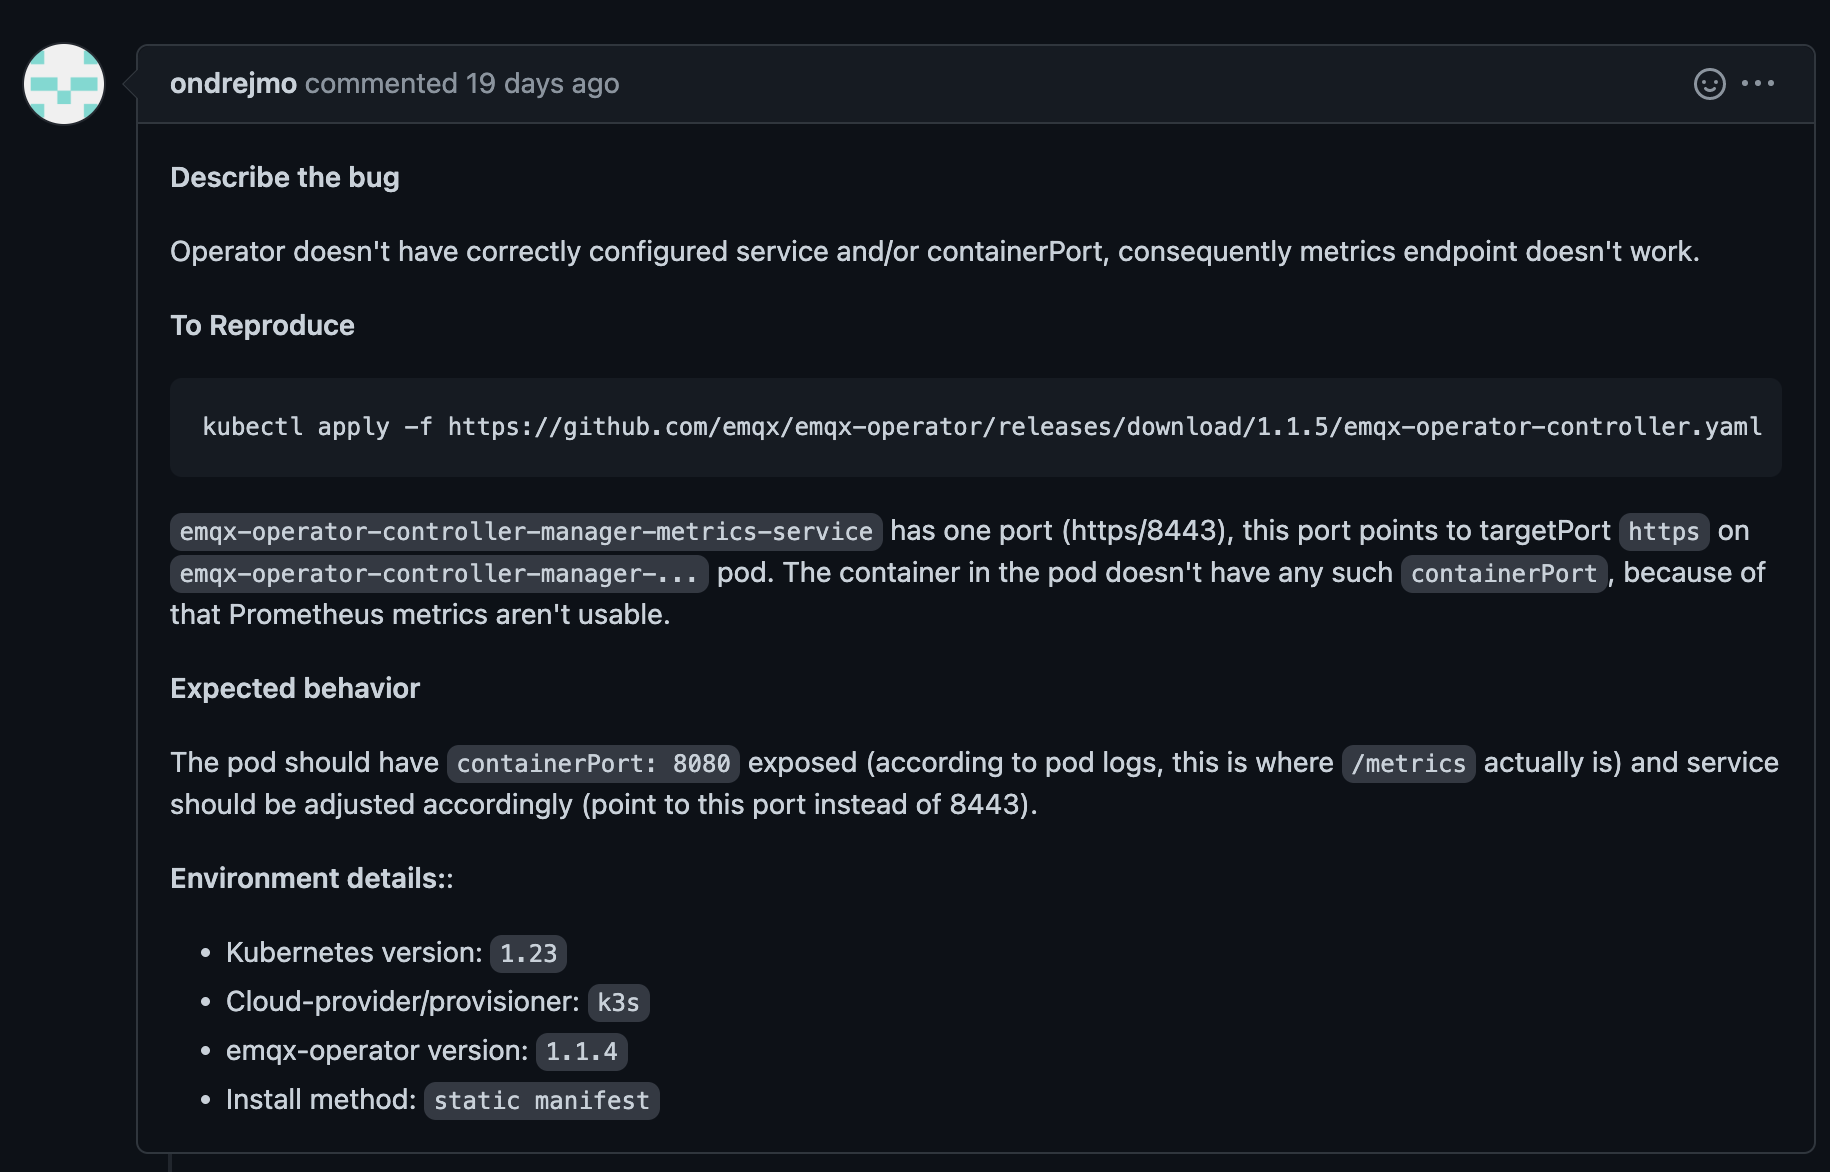 ondrejmo commented 19 days ago
Describe the bug
Operator doesn't have correctly configured service and/or containerPort, consequently metrics endpoint doesn't work.
To Reproduce
kubectl apply -f https://github.com/emqx/emqx-operator/releases/download/1.1.5/emqx-operator-controller.yaml
emqx-operator-controller-manager-metrics-service has one port (https/8443), this port points to targetPort https on
emqx-operator-controller-manager-... pod. The container in the pod doesn't have any such containerPort, because of
that Prometheus metrics aren't usable.
Expected behavior
The pod should have containerPort: 8080 exposed (according to pod logs, this is where /metrics actually is) and service
should be adjusted accordingly (point to this port instead of 8443).
Environment details::
• Kubernetes version: 1.23
• Cloud-provider/provisioner: k3s
• emqx-operator version: 1.1.4
• Install method: static manifest